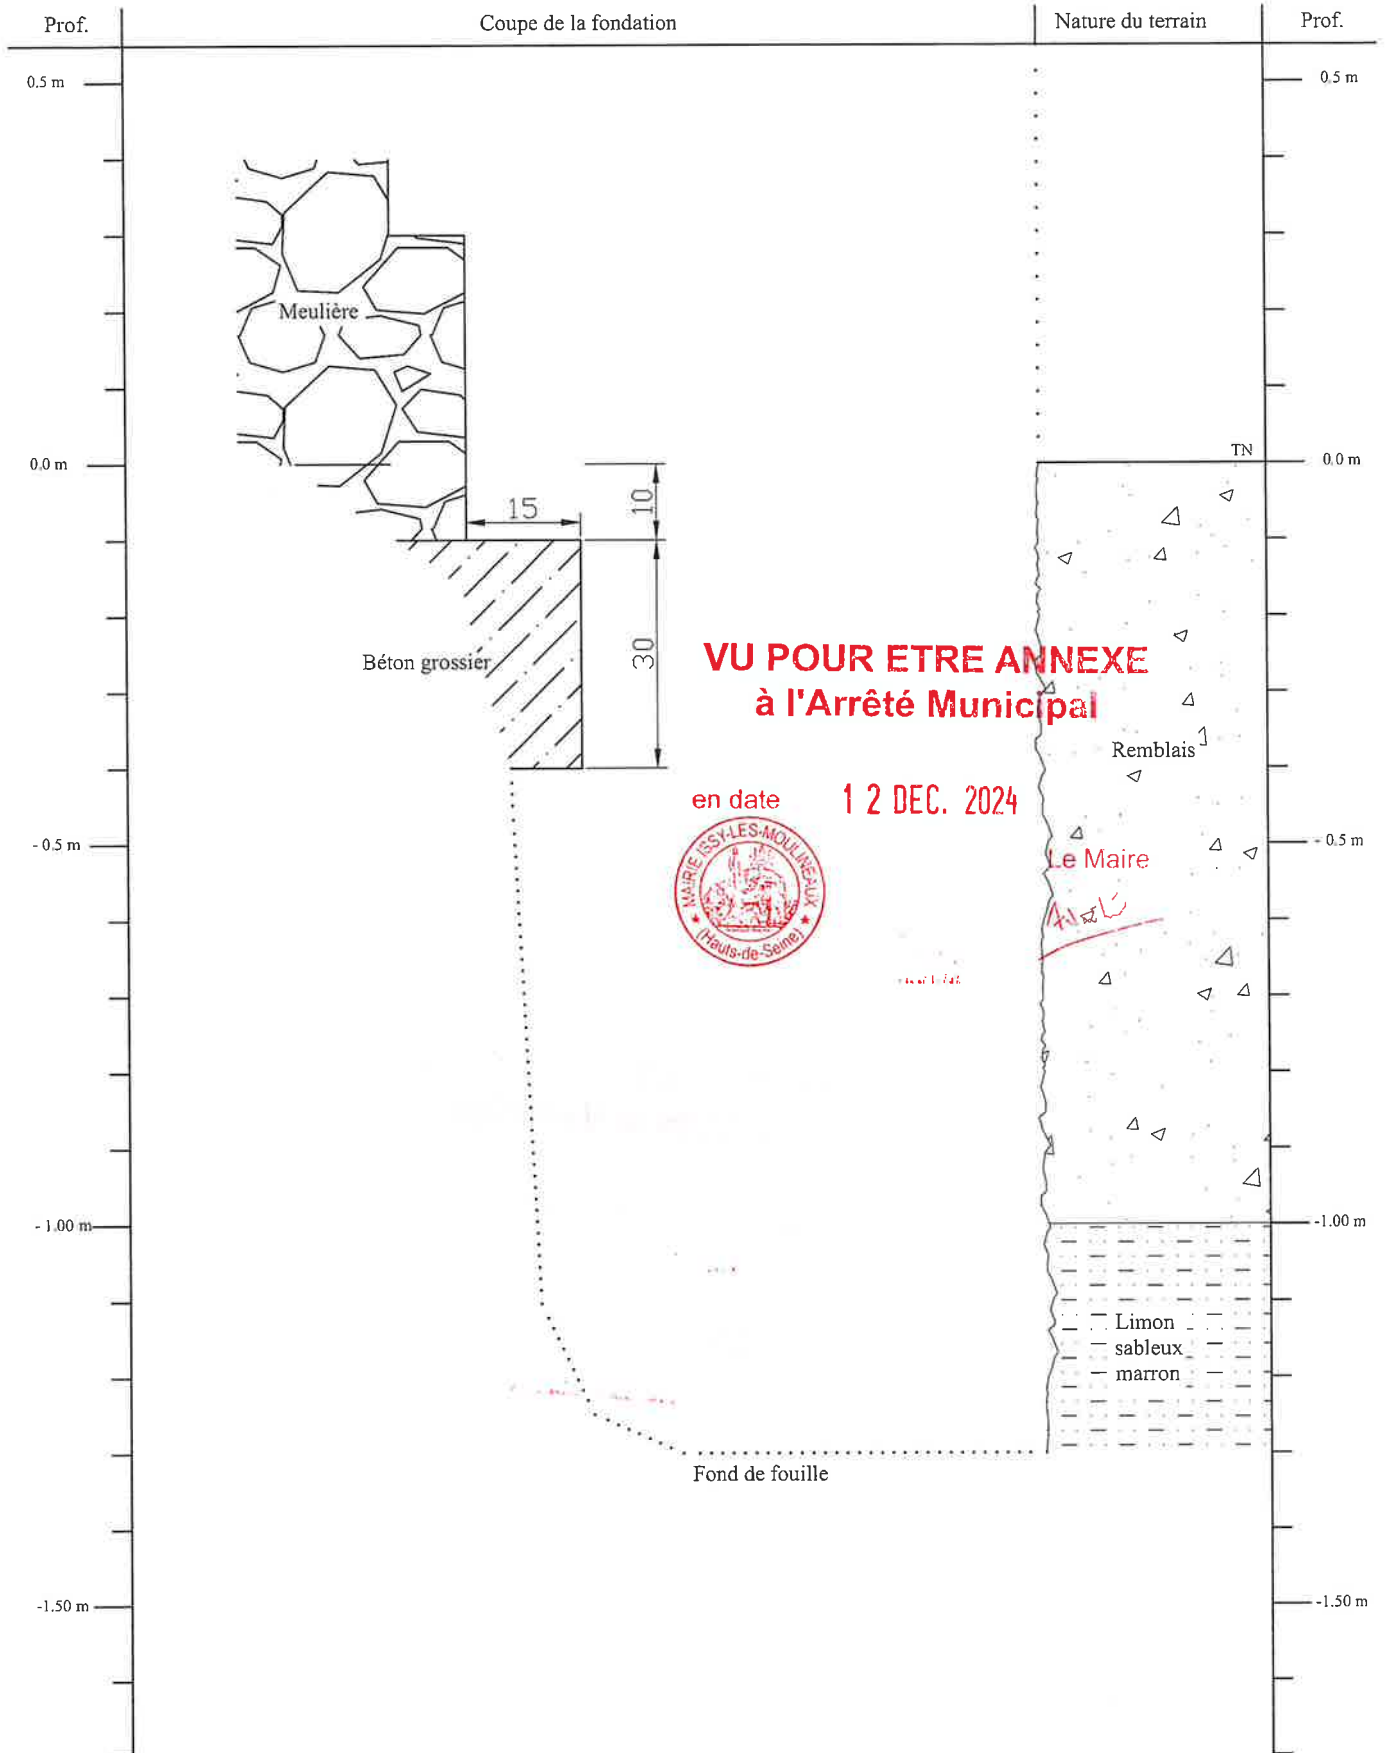 Prof.
Coupe de la fondation
Nature du terrain
Prof.
0.5 m
0.5 m
Meulière
0.0 m
TN
0.0 m
15
10
30
Béton grossier
VU POUR ETRE ANNEXE
à l'Arrêté Municipal
Remblais
en date
12 DEC. 2024
MAIRIE ISSY-LES-MOULINEAUX
(Hauts-de-Seine)
- 0.5 m
- 0.5 m
Le Maire
- 1.00 m
-1.00 m
Limon
sableux
marron
Fond de fouille
-1.50 m
-1.50 m